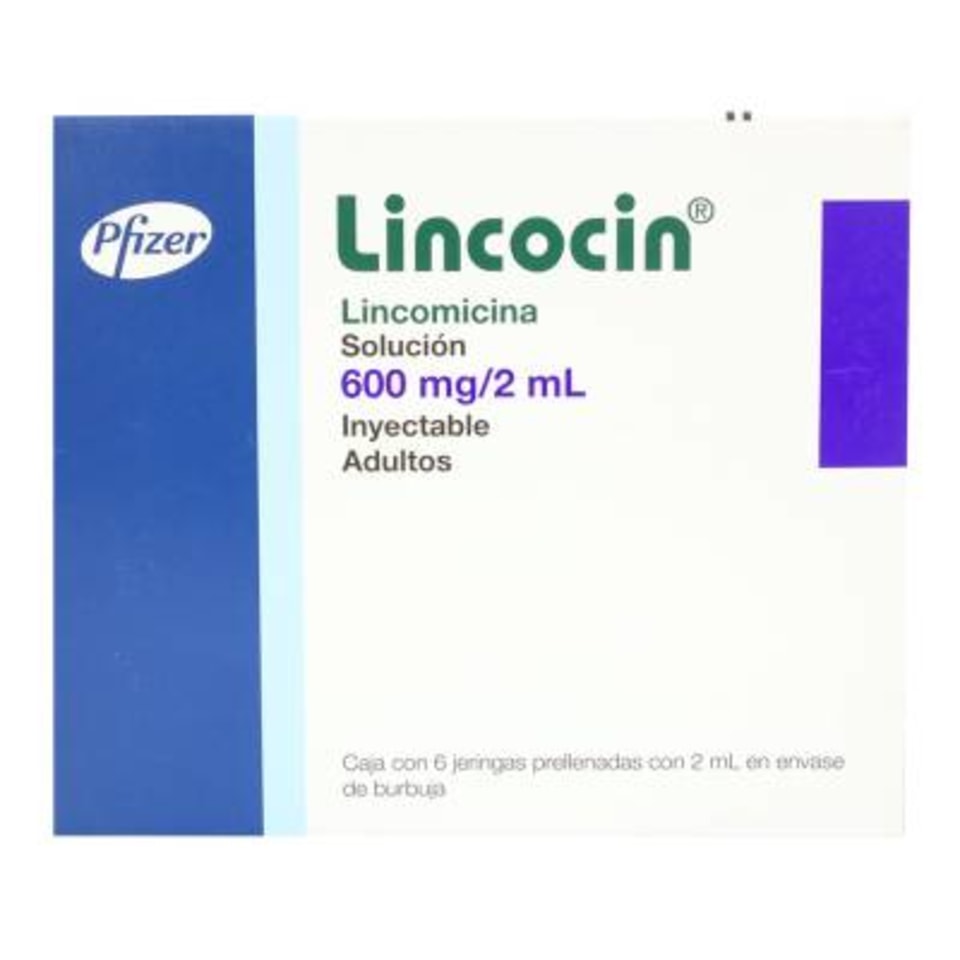 Pfizer
Lincocin®
Lincomicina
Solución
600 mg/2 mL
Inyectable
Adultos
Caja con 6 jeringas prellenadas con 2 mL en envase
de burbuja